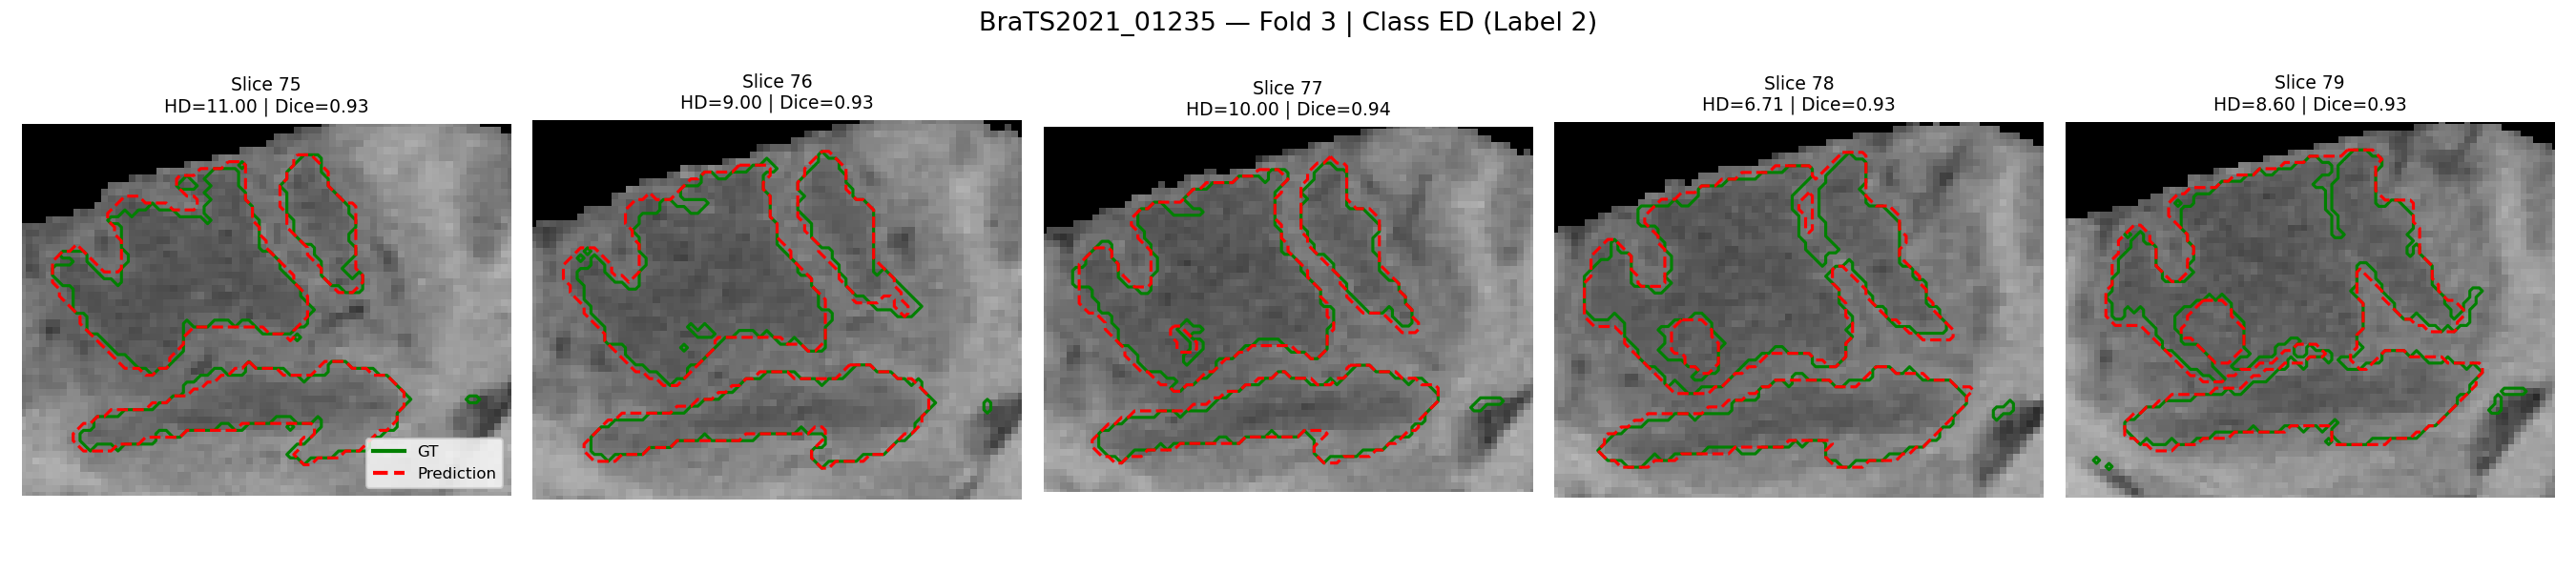 BraTS2021_01235 — Fold 3 | Class ED (Label 2)
Slice 75
HD=11.00 | Dice=0.93
Slice 76
HD=9.00 | Dice=0.93
Slice 77
HD=10.00 | Dice=0.94
Slice 78
HD=6.71 | Dice=0.93
Slice 79
HD=8.60 | Dice=0.93
GT
Prediction